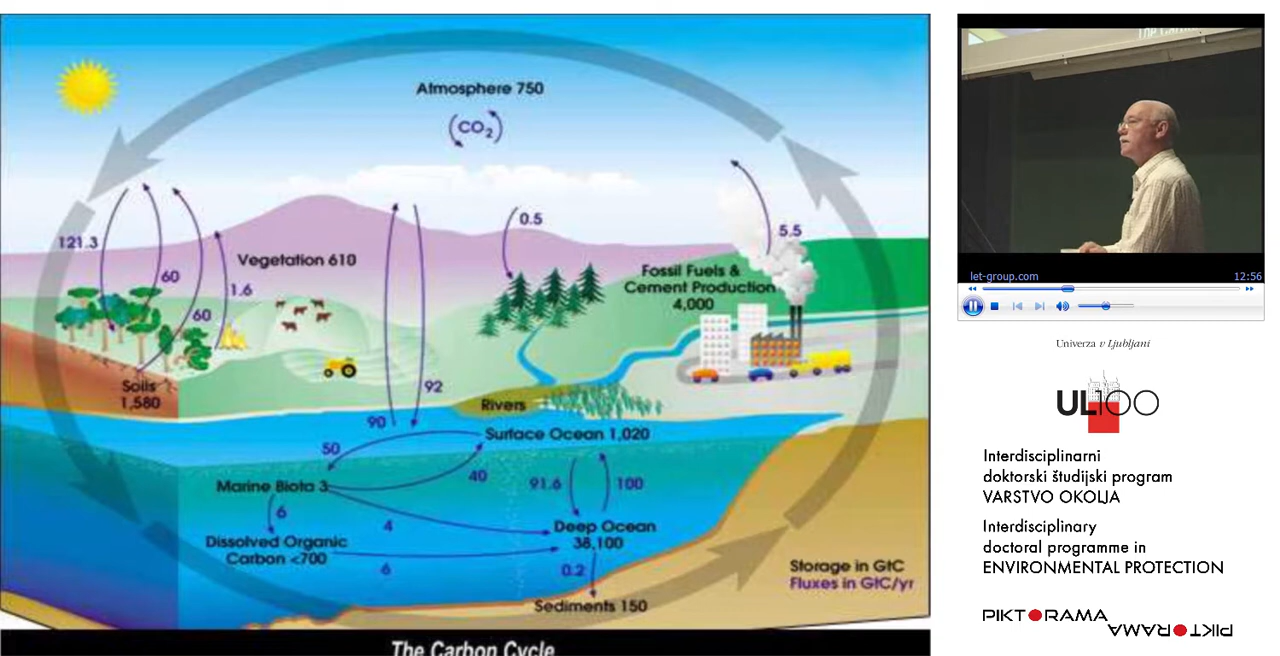 Atmosphere 750
CO2
121.3
60
60
1.6
Vegetation 610
0.5
5.5
Fossil Fuels &
Cement Production
4,000
Soils
1,580
92
90
Rivers
Surface Ocean 1,020
50
40
Marine Biota 3
91.6
100
6
4
Dissolved Organic
Carbon <700
Deep Ocean
38,100
6
0.2
Sediments 150
Storage in GtC
Fluxes in GtC/yr
The Carbon Cycle
let-group.com
12:56
Univerza v Ljubljani
UL100
Interdisciplinarni
doktorski študijski program
VARSTVO OKOLJA
Interdisciplinary
doctoral programme in
ENVIRONMENTAL PROTECTION
PIKTORAMA
PIKTORAMA